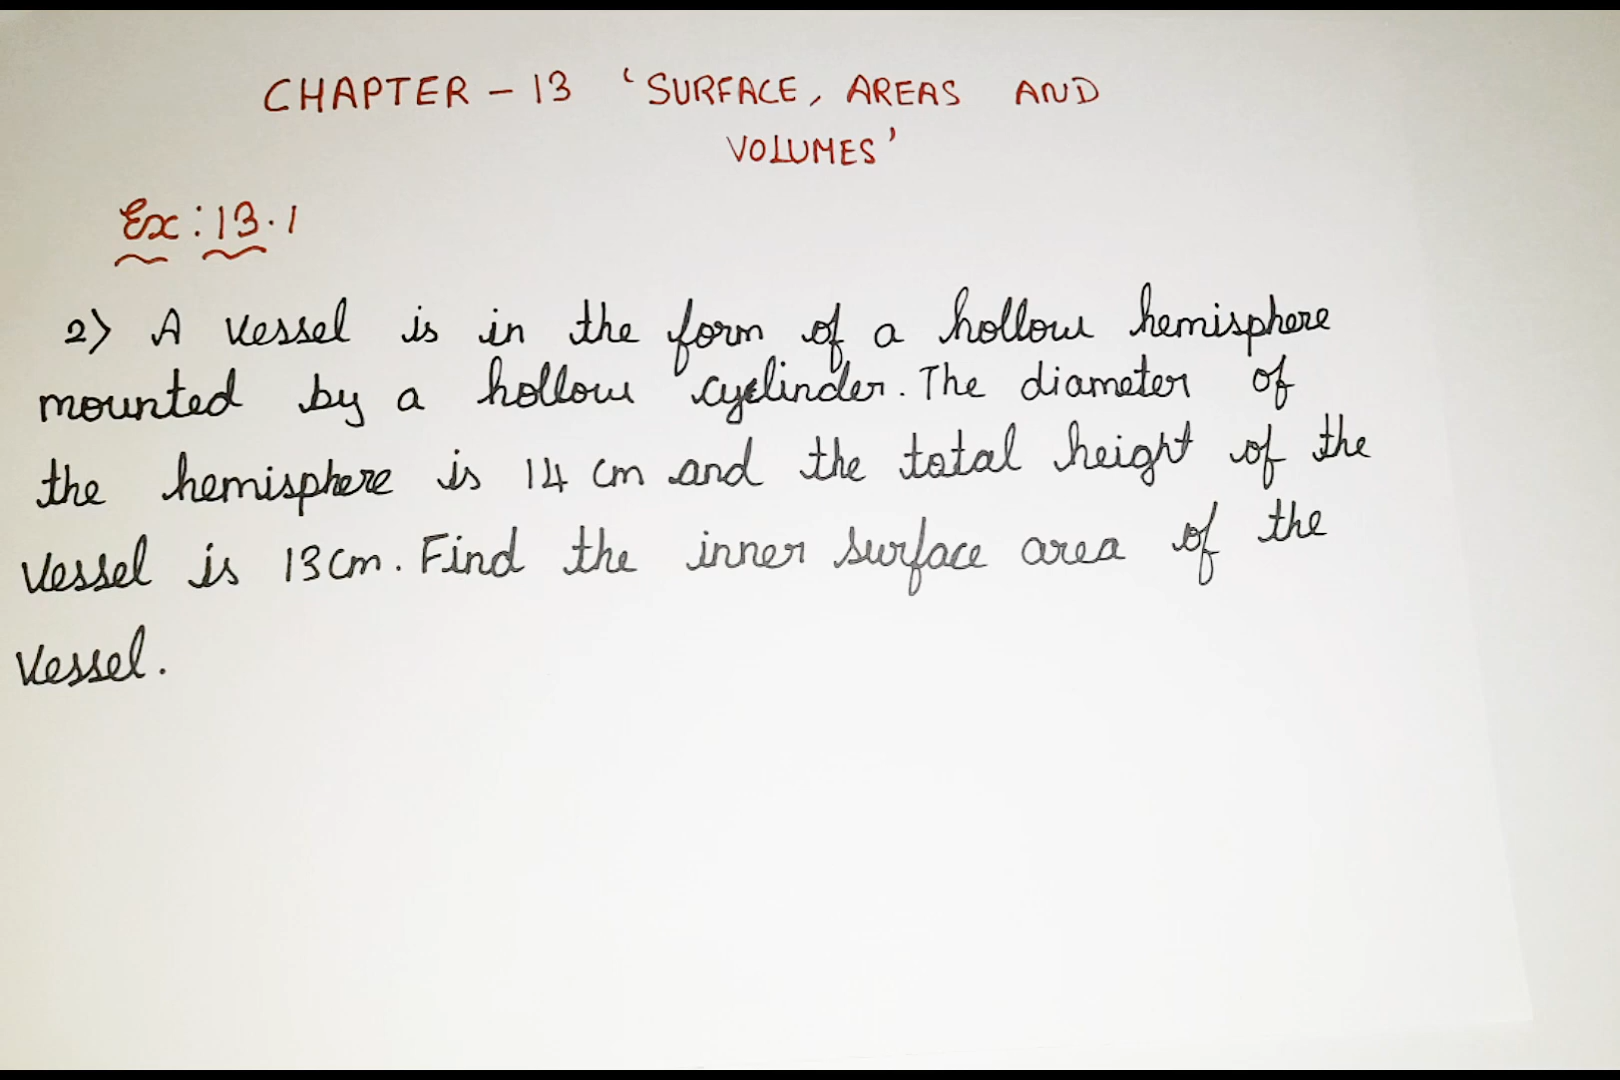 CHAPTER - 13 ‘SURFACE, AREAS AND
VOLUMES’
Ex: 13.1
2) A vessel is in the form of a hollow hemisphere
mounted by a hollow cyclinder. The diameter of
the hemisphere is 14 cm and the total height of the
vessel is 13cm. Find the inner surface area of the
vessel.